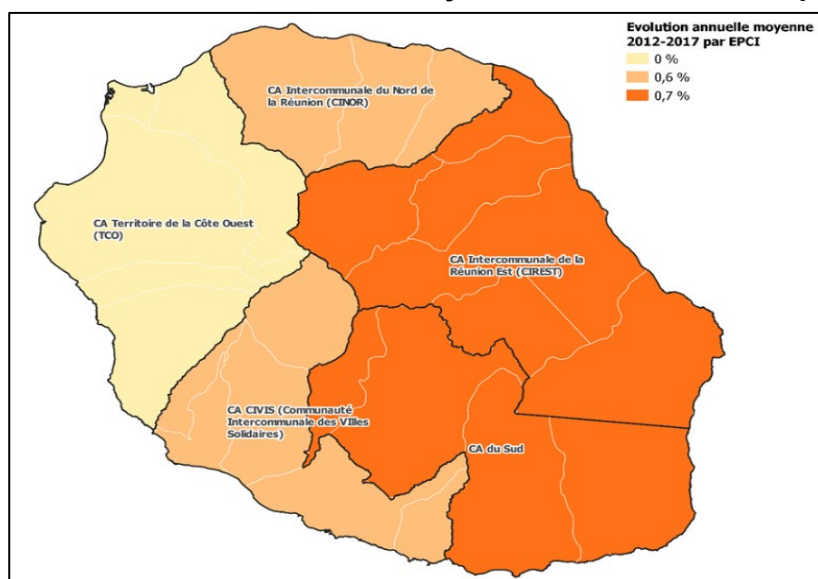 Evolution annuelle moyenne
2012-2017 par EPCI
0 %
0,6 %
0,7 %
CA Intercommunale du Nord de
la Réunion (CINOR)
CA Territoire de la Côte Ouest
(TCO)
CA Intercommunale de la
Réunion Est (CIREST)
CA CIVIS (Communauté
Intercommunale des VIlles
Solidaires)
CA du Sud